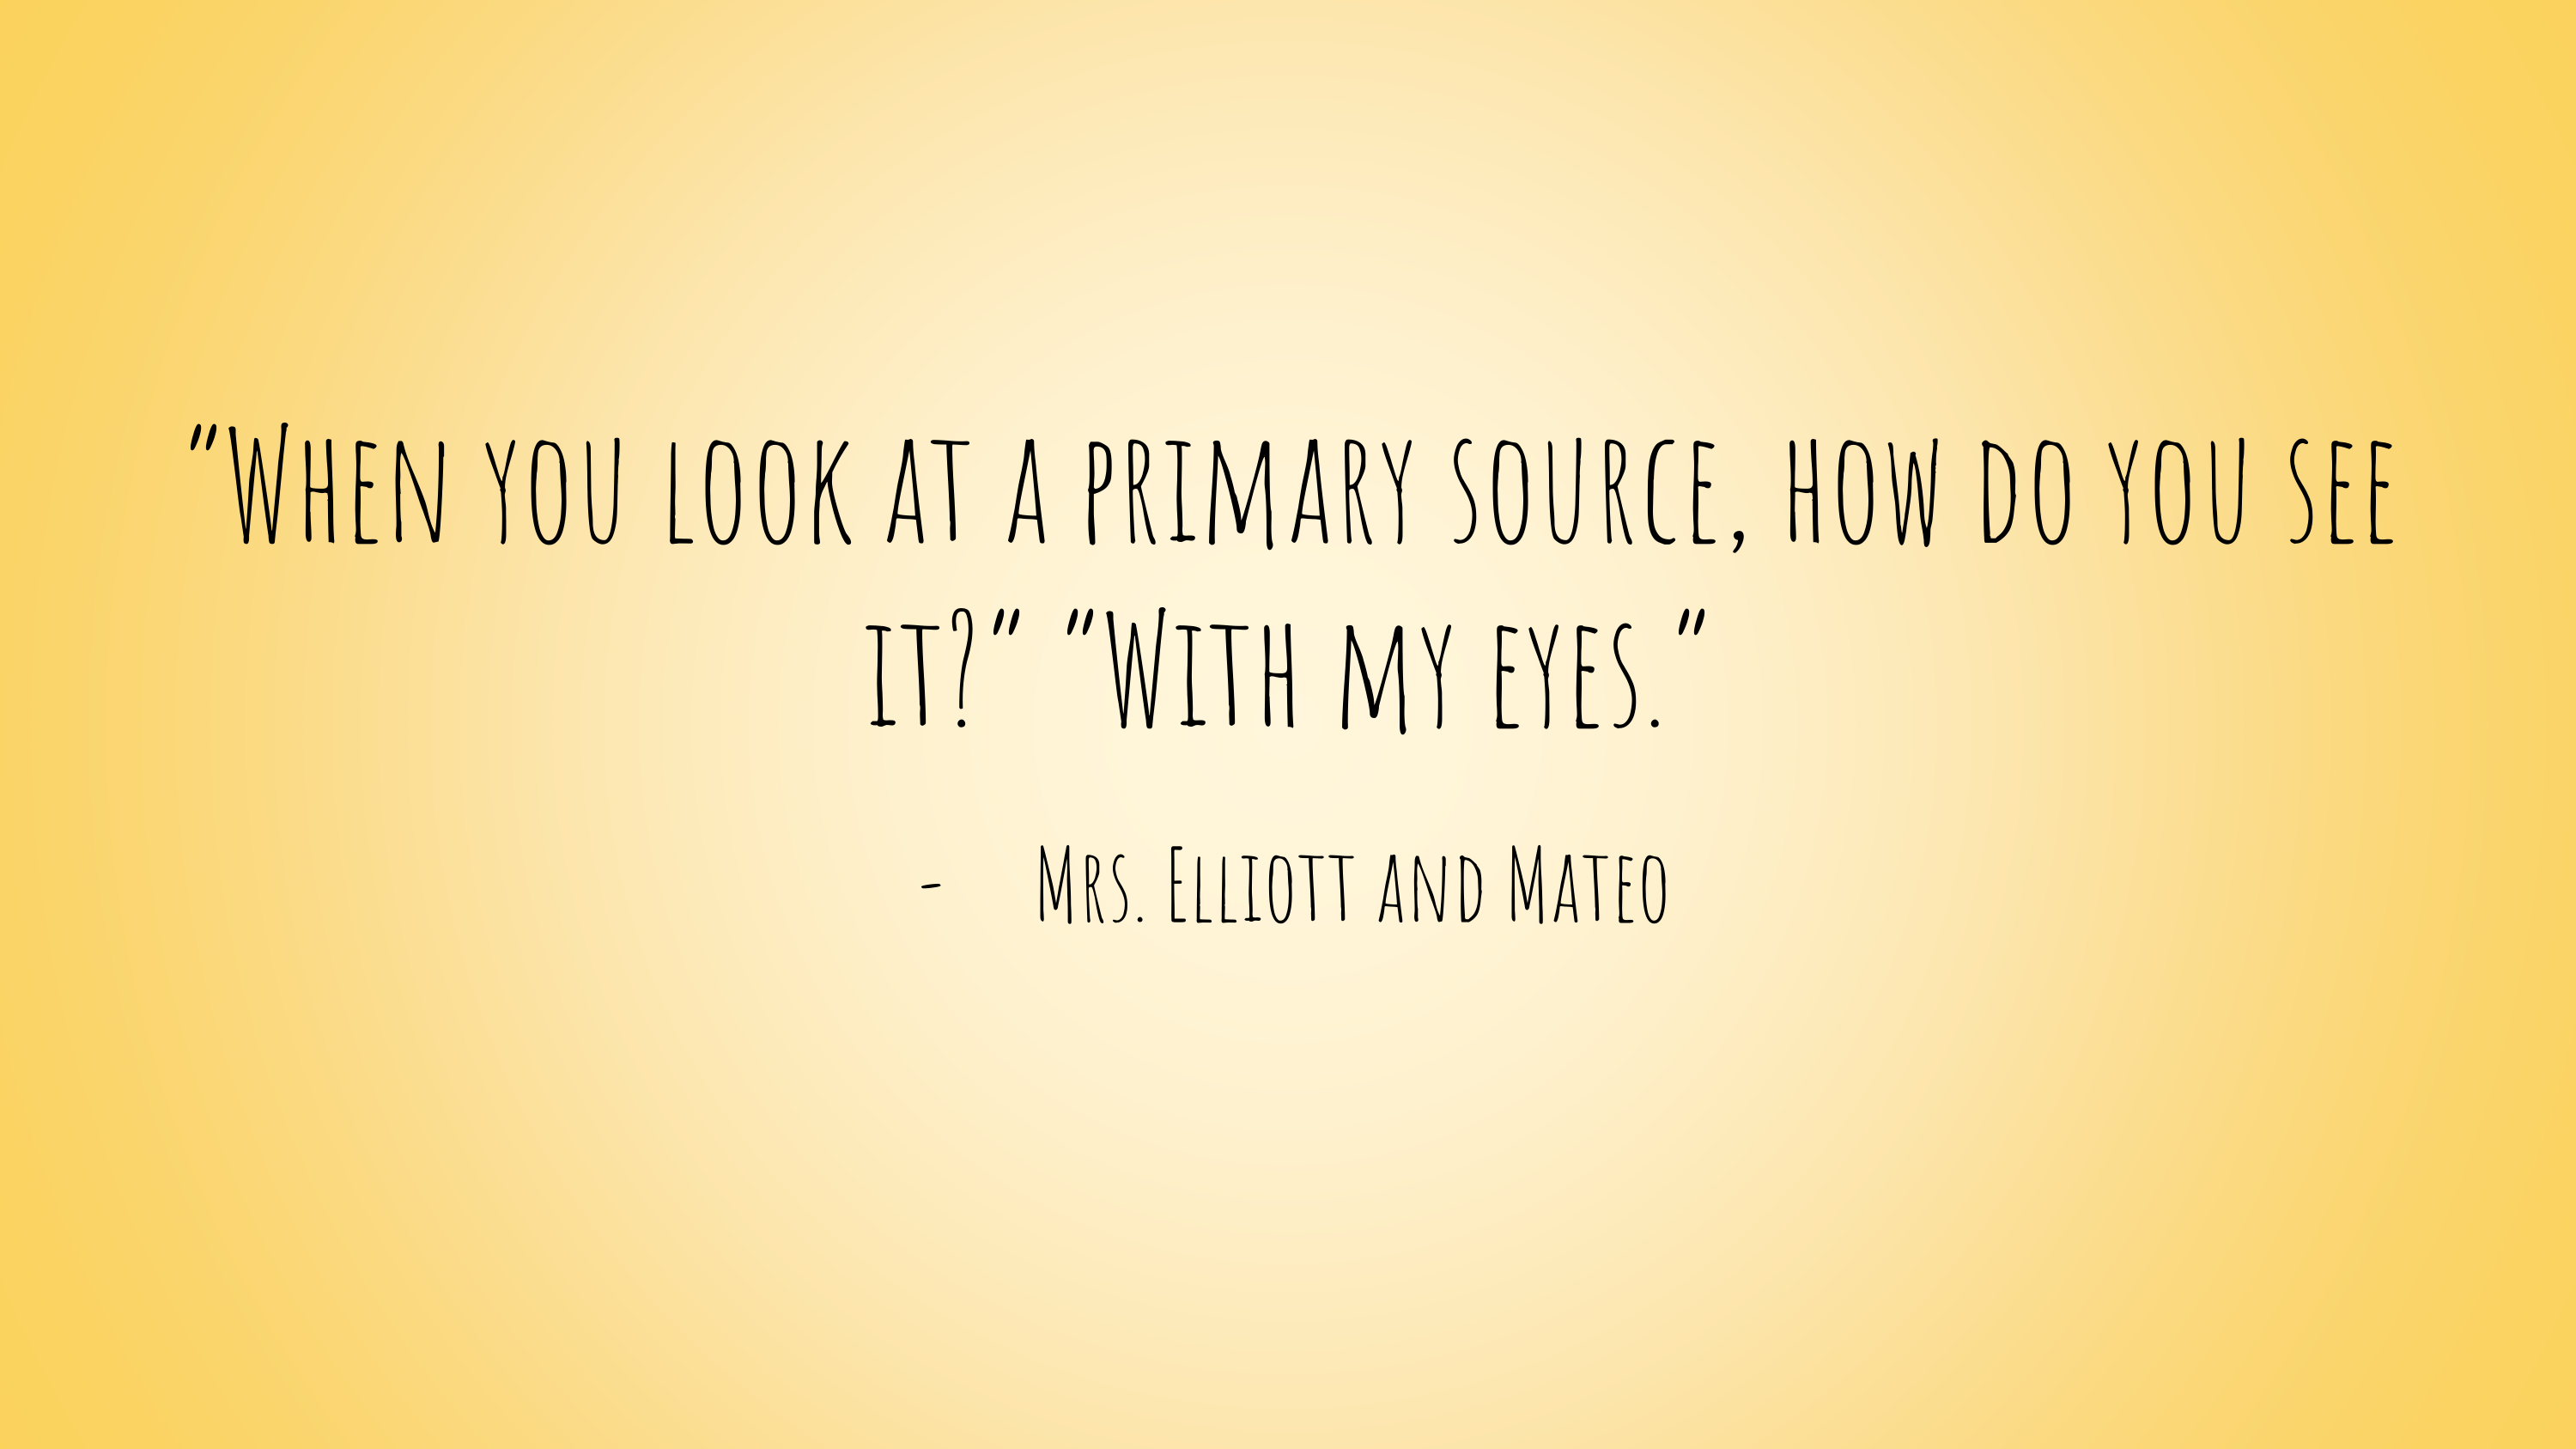 "When you look at a primary source, how do you see
it?" "With my eyes."
- Mrs. Elliott and Mateo